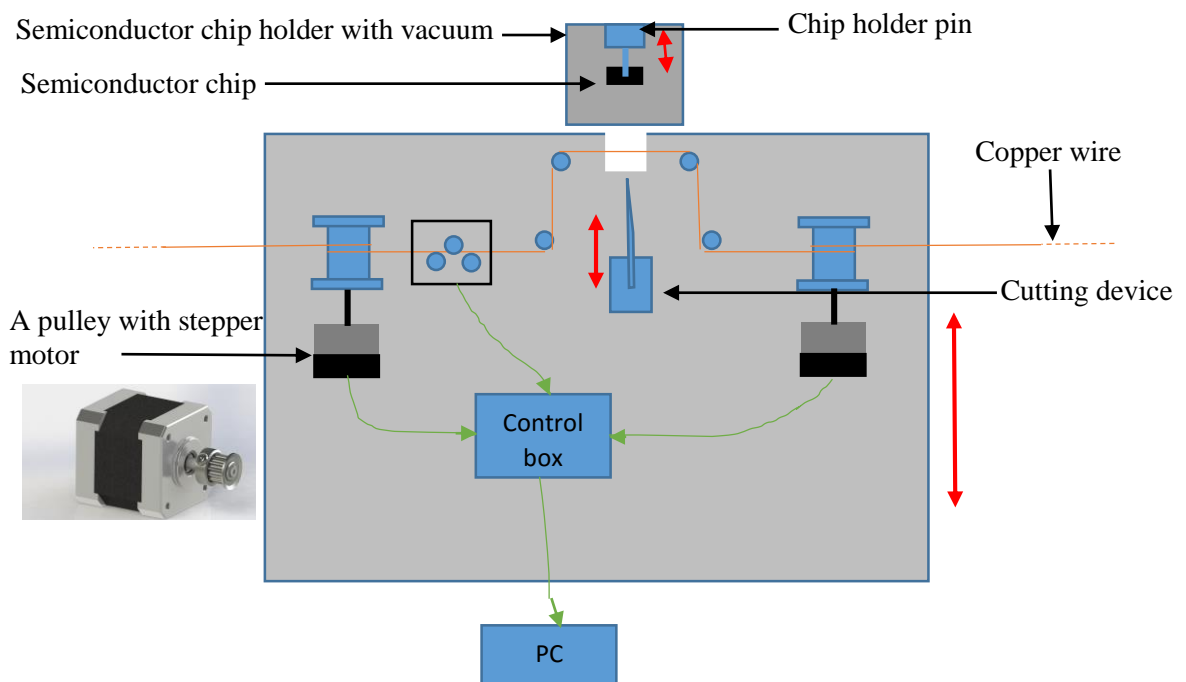 Semiconductor chip holder with vacuum
Chip holder pin
Semiconductor chip
Copper wire
Cutting device
A pulley with stepper
motor
Control
box
PC